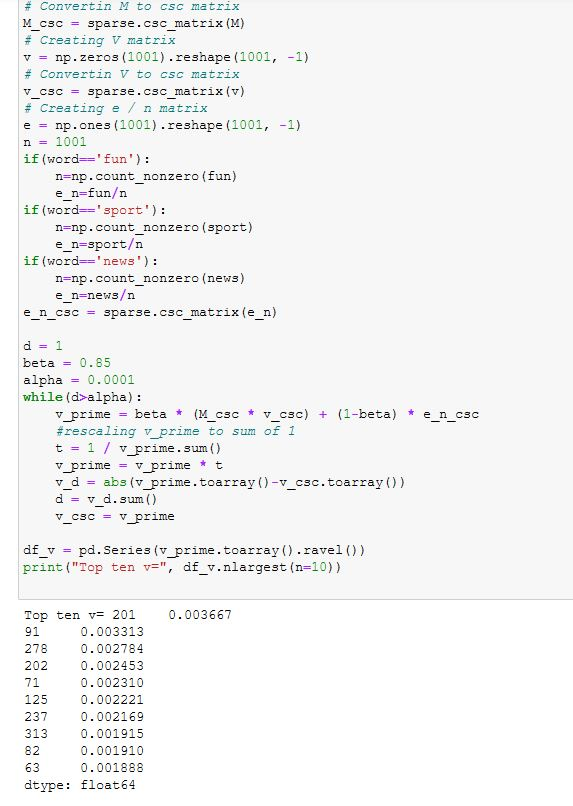 # Convertin M to csc matrix
M_csc = sparse.csc_matrix(M)
# Creating V matrix
v = np.zeros(1001).reshape(1001, -1)
# Convertin V to csc matrix
v_csc = sparse.csc_matrix(v)
# Creating e / n matrix
e = np.ones(1001).reshape(1001, -1)
n = 1001
if(word=='fun'):
    n=np.count_nonzero(fun)
    e_n=fun/n
if(word=='sport'):
    n=np.count_nonzero(sport)
    e_n=sport/n
if(word=='news'):
    n=np.count_nonzero(news)
    e_n=news/n
e_n_csc = sparse.csc_matrix(e_n)
d = 1
beta = 0.85
alpha = 0.0001
while(d>alpha):
    v_prime = beta * (M_csc * v_csc) + (1-beta) * e_n_csc
    #rescaling v_prime to sum of 1
    t = 1 / v_prime.sum()
    v_prime = v_prime * t
    v_d = abs(v_prime.toarray()-v_csc.toarray())
    d = v_d.sum()
    v_csc = v_prime
df_v = pd.Series(v_prime.toarray().ravel())
print("Top ten v=", df_v.nlargest(n=10))
Top ten v= 201    0.003667
91     0.003313
278    0.002784
202    0.002453
71     0.002310
125    0.002221
237    0.002169
313    0.001915
82     0.001910
63     0.001888
dtype: float64